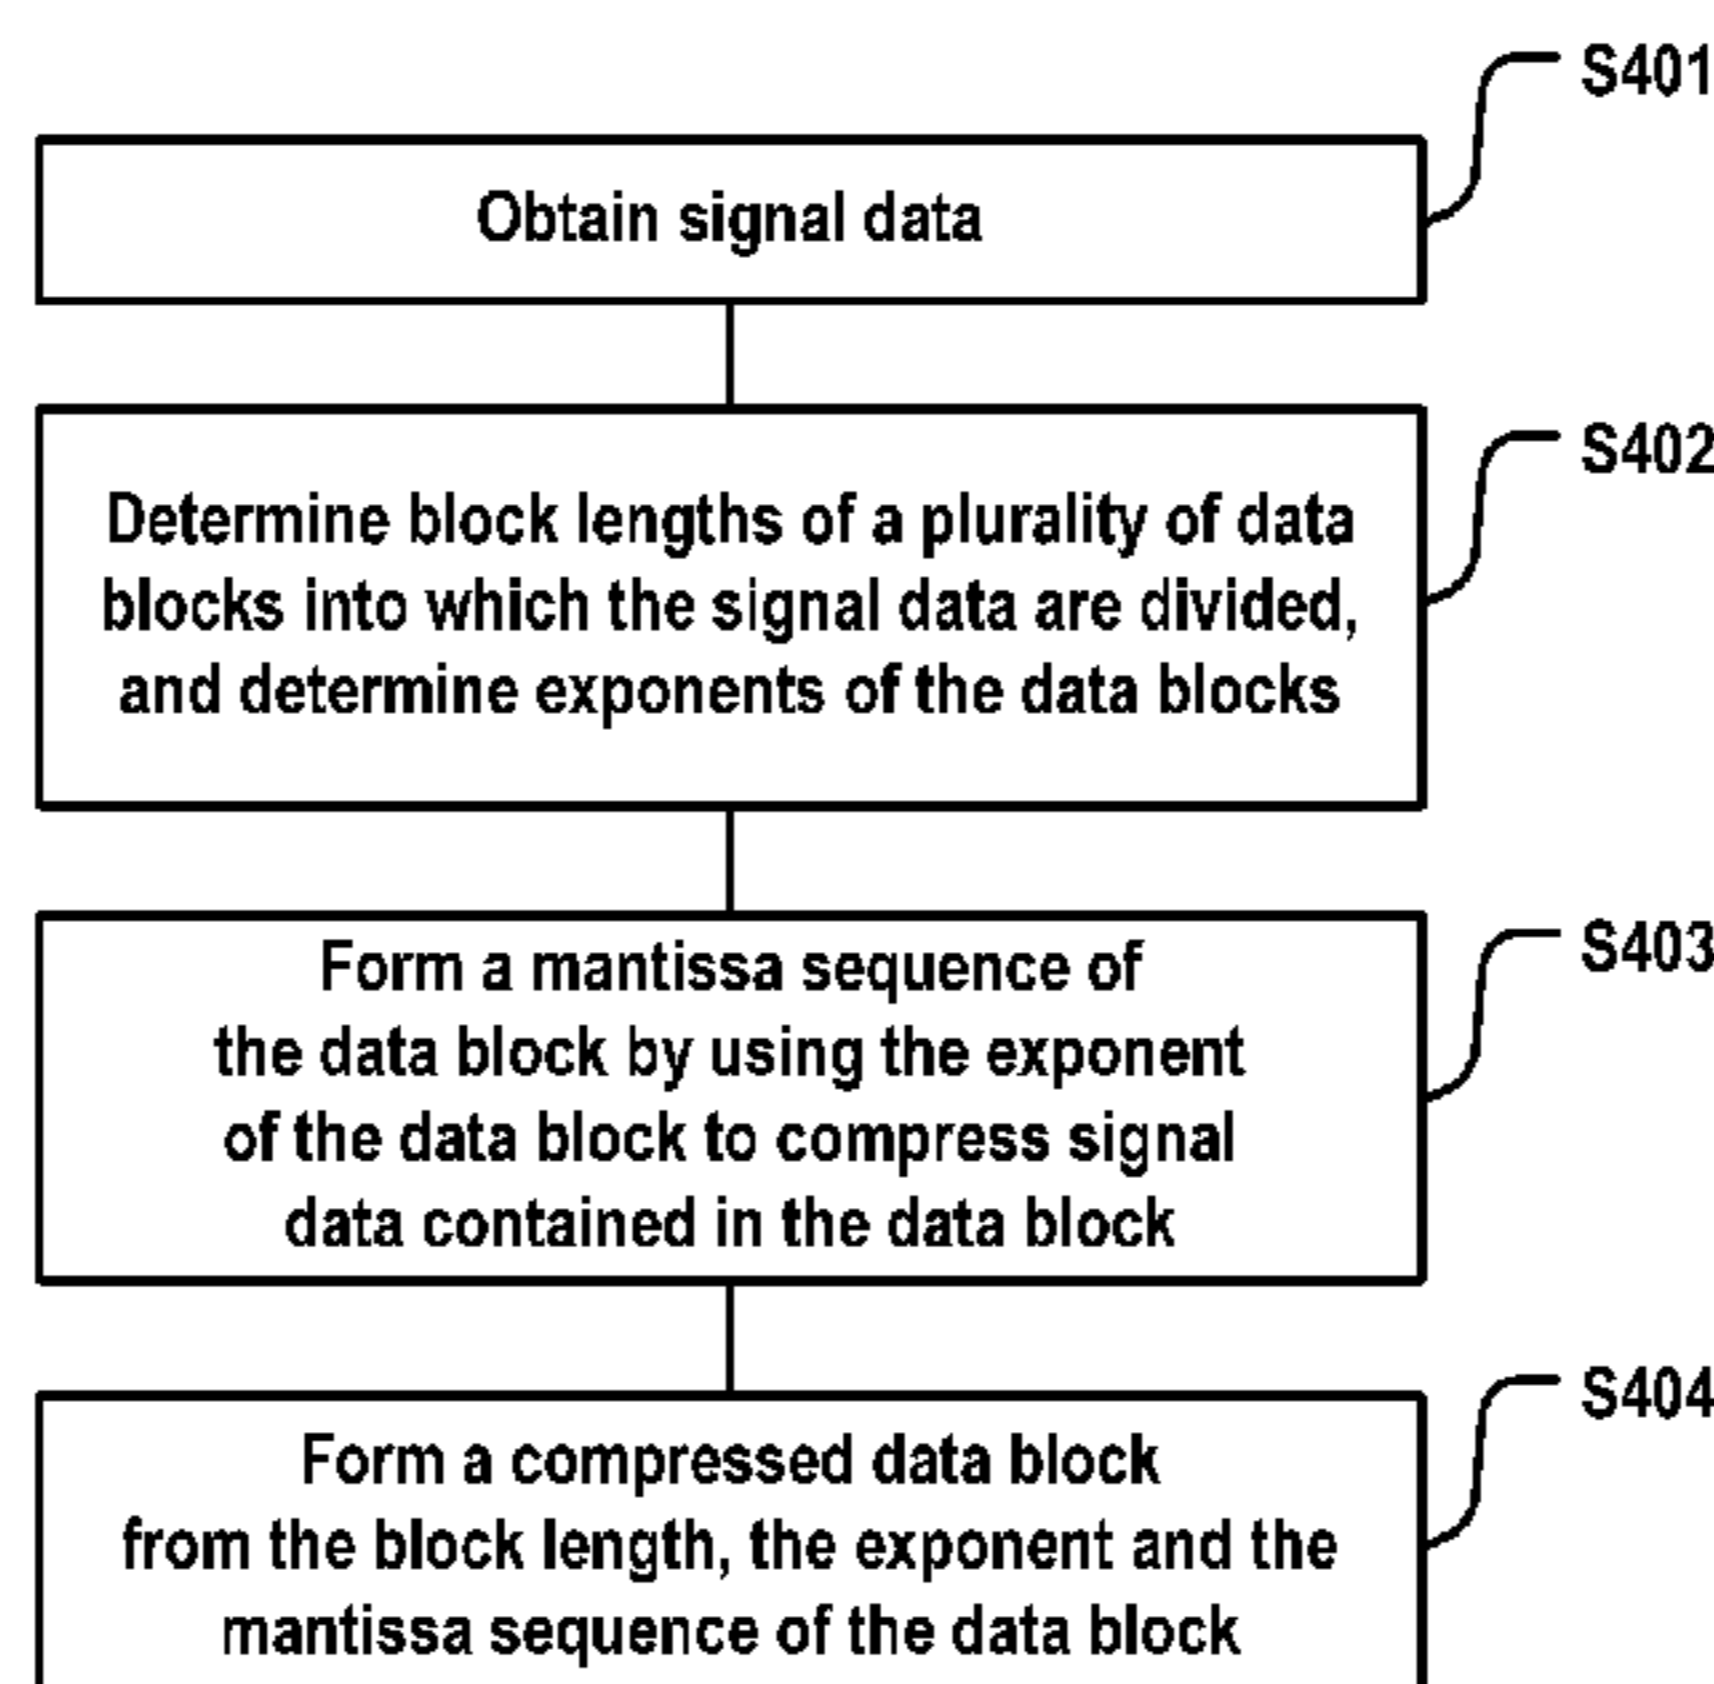 S401
Obtain signal data
S402
Determine block lengths of a plurality of data
blocks into which the signal data are divided,
and determine exponents of the data blocks
S403
Form a mantissa sequence of
the data block by using the exponent
of the data block to compress signal
data contained in the data block
S404
Form a compressed data block
from the block length, the exponent and the
mantissa sequence of the data block